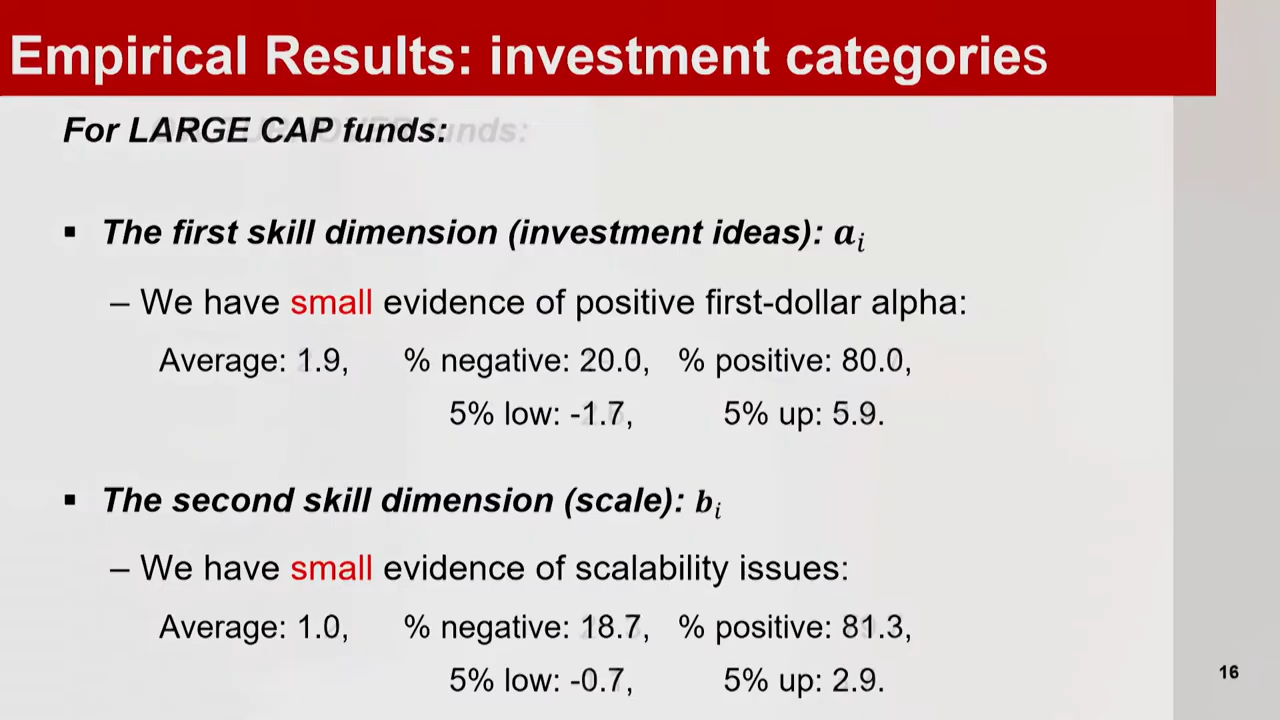 Empirical Results: investment categories
For LARGE CAP funds:
▪ The first skill dimension (investment ideas): aᵢ
– We have small evidence of positive first-dollar alpha:
Average: 1.9, % negative: 20.0, % positive: 80.0,
5% low: -1.7, 5% up: 5.9.
▪ The second skill dimension (scale): bᵢ
– We have small evidence of scalability issues:
Average: 1.0, % negative: 18.7, % positive: 81.3,
5% low: -0.7, 5% up: 2.9.
16